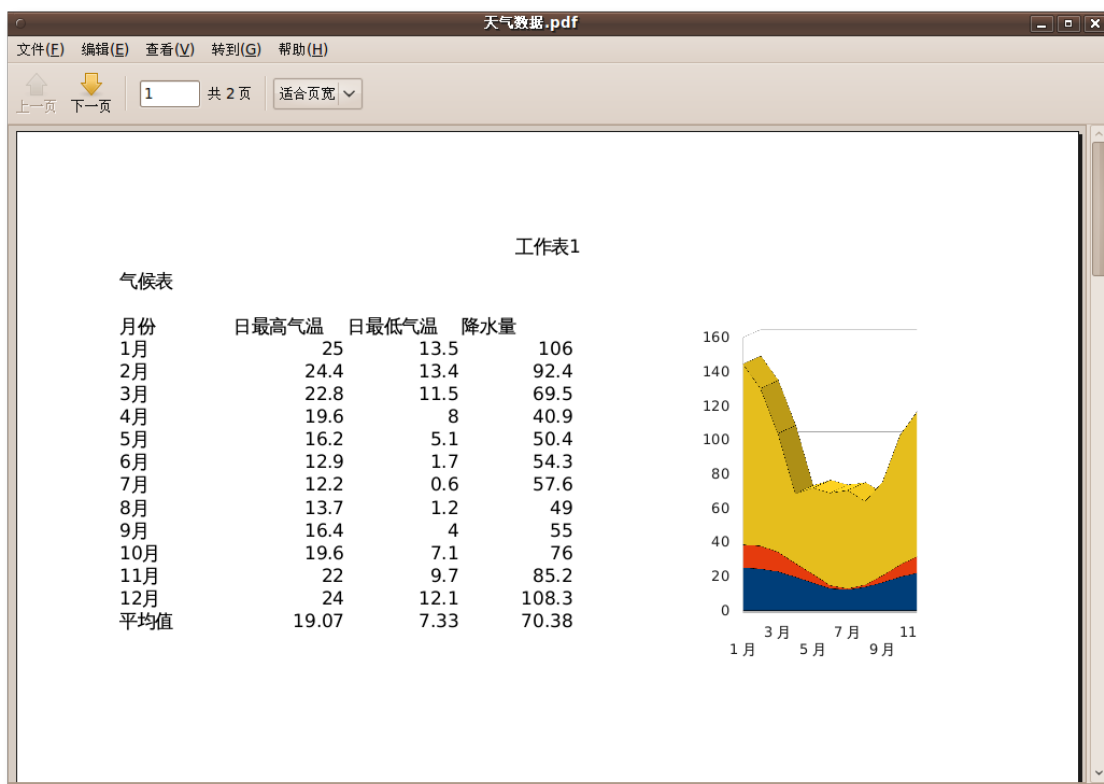 天气数据.pdf
文件(F) 编辑(E) 查看(V) 转到(G) 帮助(H)
上一页 下一页 1 共 2 页 适合页宽
工作表1
气候表
月份 日最高气温 日最低气温 降水量
1月 25 13.5 106
2月 24.4 13.4 92.4
3月 22.8 11.5 69.5
4月 19.6 8 40.9
5月 16.2 5.1 50.4
6月 12.9 1.7 54.3
7月 12.2 0.6 57.6
8月 13.7 1.2 49
9月 16.4 4 55
10月 19.6 7.1 76
11月 22 9.7 85.2
12月 24 12.1 108.3
平均值 19.07 7.33 70.38
160
140
120
100
80
60
40
20
0
3 月 7 月 11
1 月 5 月 9 月